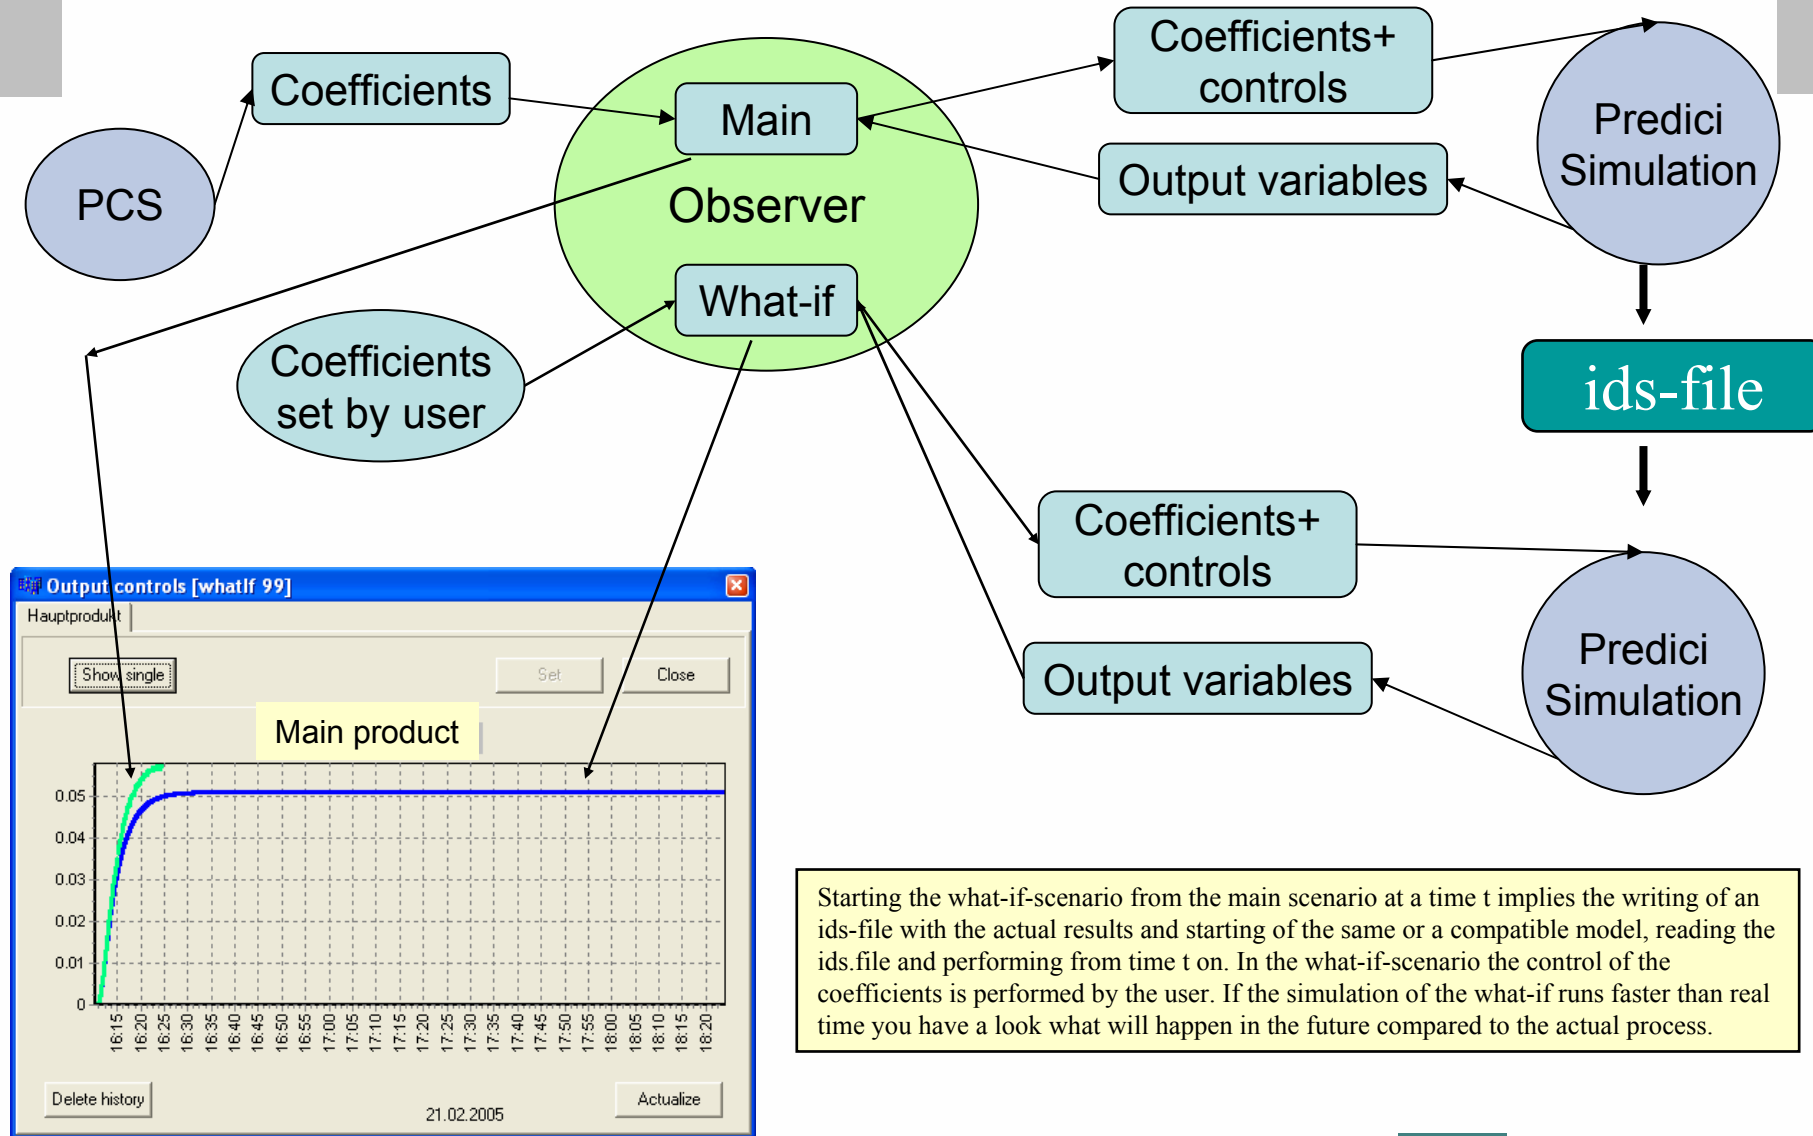 Coefficients+
controls
Coefficients
Main
Predici
Simulation
Output variables
PCS
Observer
What-if
Coefficients
set by user
ids-file
Coefficients+
controls
Output variables
Predici
Simulation
Output controls [whatIf 99]
Hauptprodukt
Show single
Set
Close
Main product
0.05
0.04
0.03
0.02
0.01
0
16:15
16:20
16:25
16:30
16:35
16:40
16:45
16:50
16:55
17:00
17:05
17:10
17:15
17:20
17:25
17:30
17:35
17:40
17:45
17:50
17:55
18:00
18:05
18:10
18:15
18:20
Delete history
21.02.2005
Actualize
Starting the what-if-scenario from the main scenario at a time t implies the writing of an
ids-file with the actual results and starting of the same or a compatible model, reading the
ids.file and performing from time t on. In the what-if-scenario the control of the
coefficients is performed by the user. If the simulation of the what-if runs faster than real
time you have a look what will happen in the future compared to the actual process.